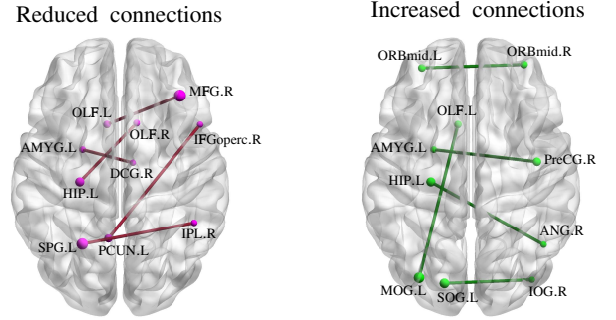 Reduced connections
MFG.R
OLF.L
OLF.R
IFGoperc.R
AMYG.L
DCG.R
HIP.L
IPL.R
SPG.L
PCUN.L
Increased connections
ORBmid.L
ORBmid.R
OLF.L
AMYG.L
PreCG.R
HIP.L
ANG.R
MOG.L
SOG.L
IOG.R